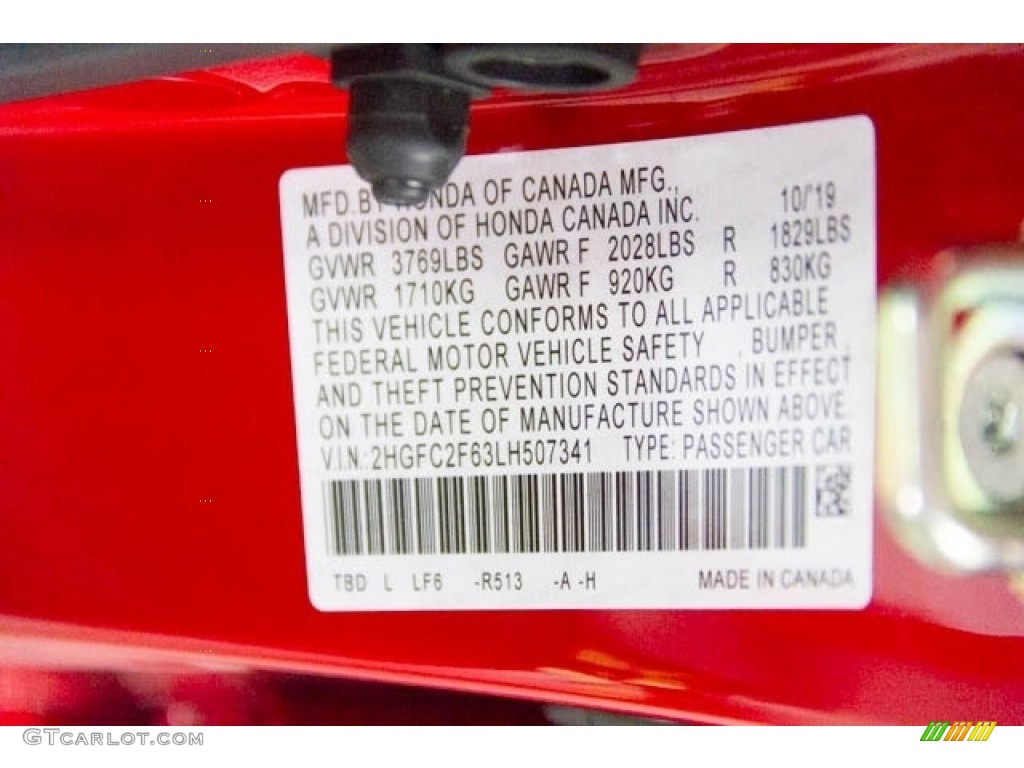 MFD. BY HONDA OF CANADA MFG., 10/'19
A DIVISION OF HONDA CANADA INC.
GVWR 3769LBS GAWR F 2028LBS R 1829LBS
GVWR 1710KG GAWR F 920KG R 830KG
THIS VEHICLE CONFORMS TO ALL APPLICABLE
FEDERAL MOTOR VEHICLE SAFETY , BUMPER ,
AND THEFT PREVENTION STANDARDS IN EFFECT
ON THE DATE OF MANUFACTURE SHOWN ABOVE.
V.I.N.:2HGFC2F63LH507341 TYPE: PASSENGER CAR
TBD L LF6 -R513 -A -H MADE IN CANADA
GTCARLOT.COM